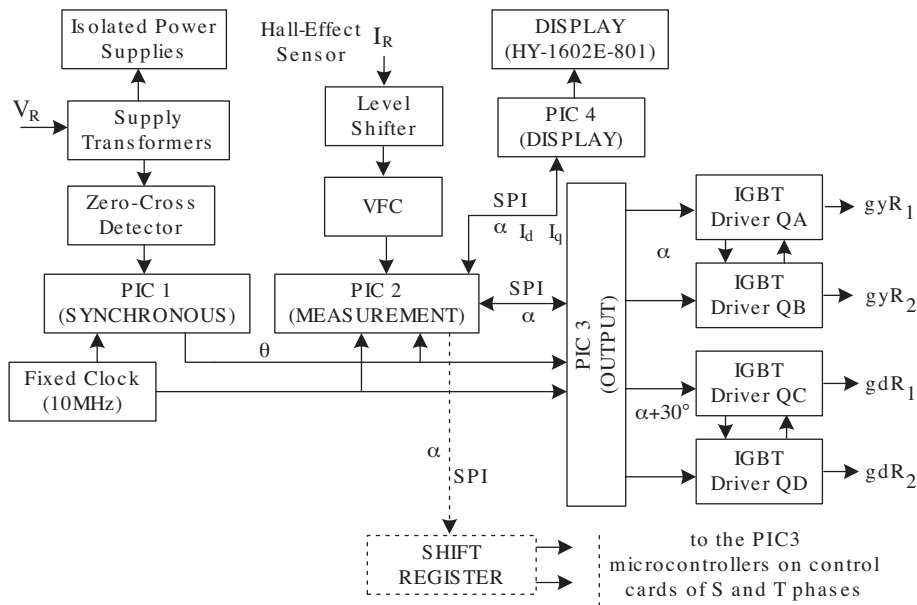 Isolated Power
Supplies
Hall-Effect
Sensor
I_R
DISPLAY
(HY-1602E-801)
V_R
Supply
Transformers
Level
Shifter
PIC 4
(DISPLAY)
Zero-Cross
Detector
VFC
SPI
α I_d I_q
IGBT
Driver QA
gyR_1
α
PIC 1
(SYNCHRONOUS)
PIC 2
(MEASUREMENT)
SPI
α
PIC 3
(OUTPUT)
IGBT
Driver QB
gyR_2
θ
Fixed Clock
(10MHz)
IGBT
Driver QC
gdR_1
α+30°
α
SPI
IGBT
Driver QD
gdR_2
SHIFT
REGISTER
to the PIC3
microcontrollers on control
cards of S and T phases